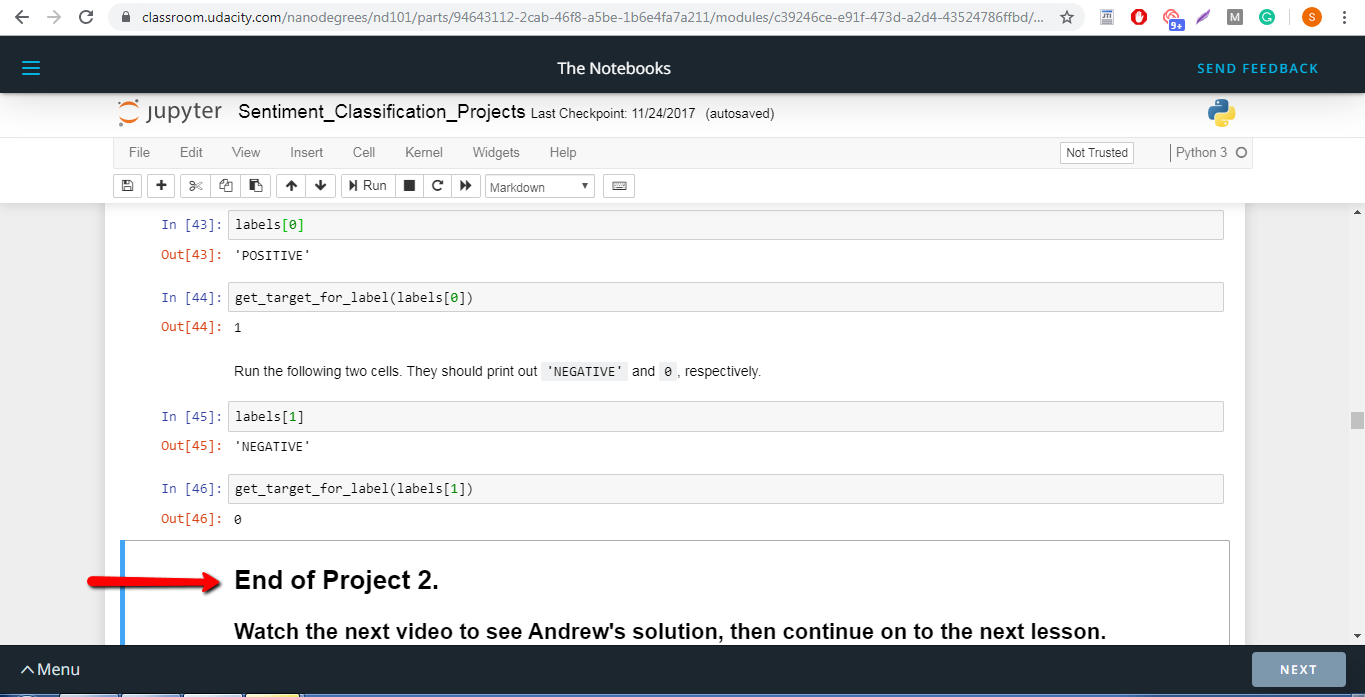 classroom.udacity.com/nanodegrees/nd101/parts/94643112-2cab-46f8-a5be-1b6e4fa7a211/modules/c39246ce-e91f-473d-a2d4-43524786ffbd/...
JTI
9+
M
G
S
The Notebooks
SEND FEEDBACK
jupyter Sentiment_Classification_Projects Last Checkpoint: 11/24/2017 (autosaved)
File Edit View Insert Cell Kernel Widgets Help Not Trusted Python 3
Run Markdown
In [43]: labels[0]
Out[43]: 'POSITIVE'
In [44]: get_target_for_label(labels[0])
Out[44]: 1
Run the following two cells. They should print out 'NEGATIVE' and 0, respectively.
In [45]: labels[1]
Out[45]: 'NEGATIVE'
In [46]: get_target_for_label(labels[1])
Out[46]: 0
End of Project 2.
Watch the next video to see Andrew's solution, then continue on to the next lesson.
Menu
NEXT